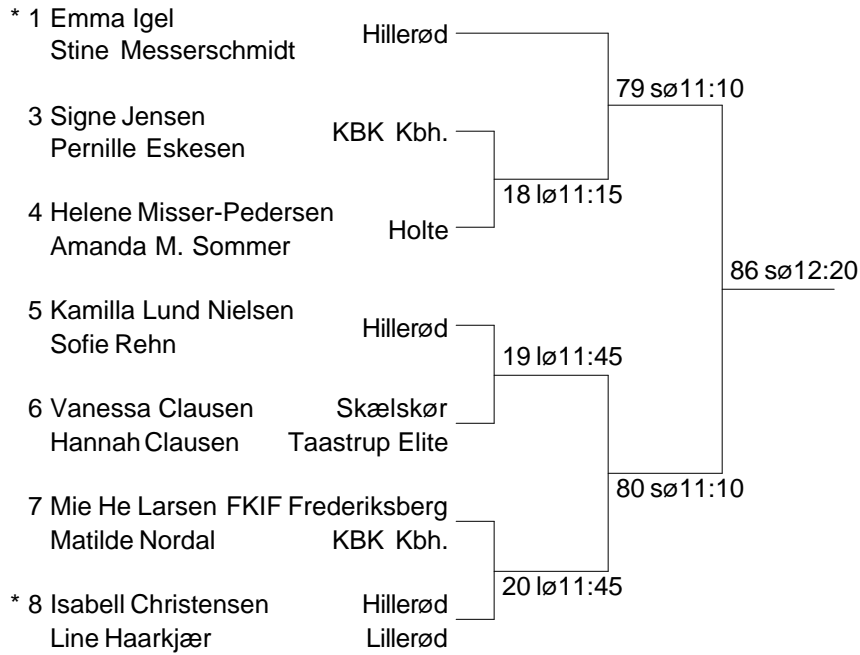 * 1 Emma Igel
Stine Messerschmidt
Hillerød
79 sø11:10
3 Signe Jensen
Pernille Eskesen
KBK Kbh.
18 lø11:15
4 Helene Misser-Pedersen
Amanda M. Sommer
Holte
86 sø12:20
5 Kamilla Lund Nielsen
Sofie Rehn
Hillerød
19 lø11:45
6 Vanessa Clausen Skælskør
Hannah Clausen Taastrup Elite
80 sø11:10
7 Mie He Larsen FKIF Frederiksberg
Matilde Nordal KBK Kbh.
20 lø11:45
* 8 Isabell Christensen Hillerød
Line Haarkjær Lillerød